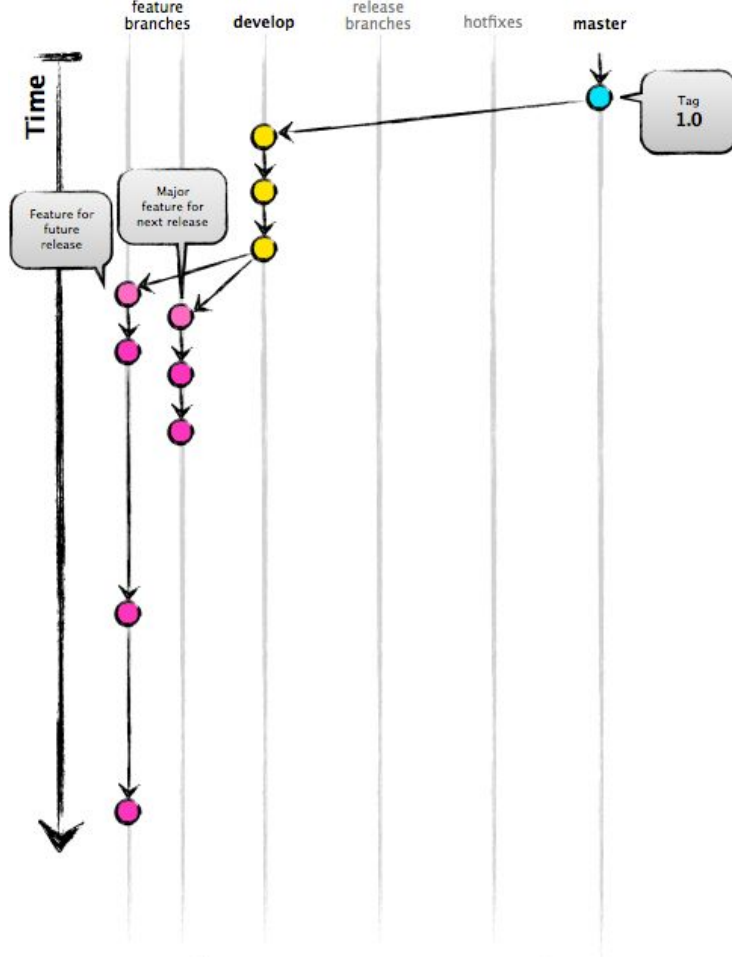 feature
branches
develop
release
branches
hotfixes
master
Time
Tag
1.0
Major
feature for
next release
Feature for
future
release